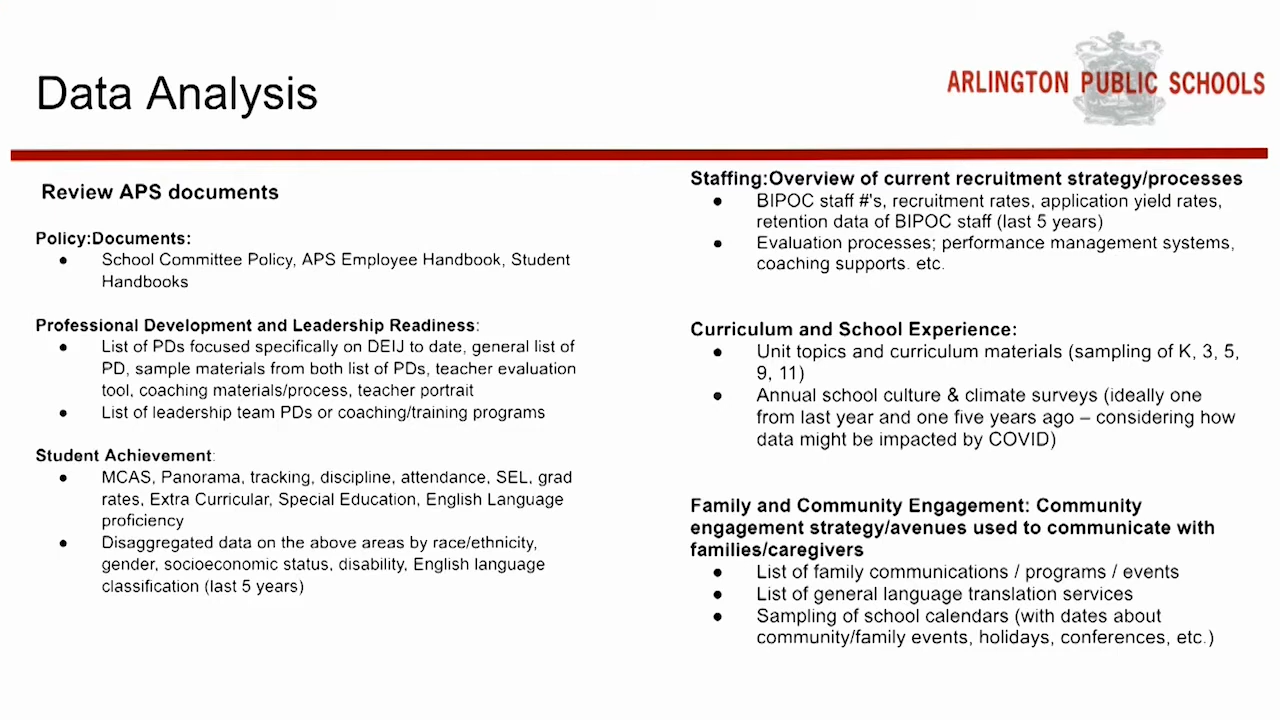 Data Analysis
ARLINGTON PUBLIC SCHOOLS
Review APS documents
Policy:Documents:
● School Committee Policy, APS Employee Handbook, Student
Handbooks
Professional Development and Leadership Readiness:
● List of PDs focused specifically on DEIJ to date, general list of
PD, sample materials from both list of PDs, teacher evaluation
tool, coaching materials/process, teacher portrait
● List of leadership team PDs or coaching/training programs
Student Achievement:
● MCAS, Panorama, tracking, discipline, attendance, SEL, grad
rates, Extra Curricular, Special Education, English Language
proficiency
● Disaggregated data on the above areas by race/ethnicity,
gender, socioeconomic status, disability, English language
classification (last 5 years)
Staffing:Overview of current recruitment strategy/processes
● BIPOC staff #'s, recruitment rates, application yield rates,
retention data of BIPOC staff (last 5 years)
● Evaluation processes; performance management systems,
coaching supports. etc.
Curriculum and School Experience:
● Unit topics and curriculum materials (sampling of K, 3, 5,
9, 11)
● Annual school culture & climate surveys (ideally one
from last year and one five years ago – considering how
data might be impacted by COVID)
Family and Community Engagement: Community
engagement strategy/avenues used to communicate with
families/caregivers
● List of family communications / programs / events
● List of general language translation services
● Sampling of school calendars (with dates about
community/family events, holidays, conferences, etc.)